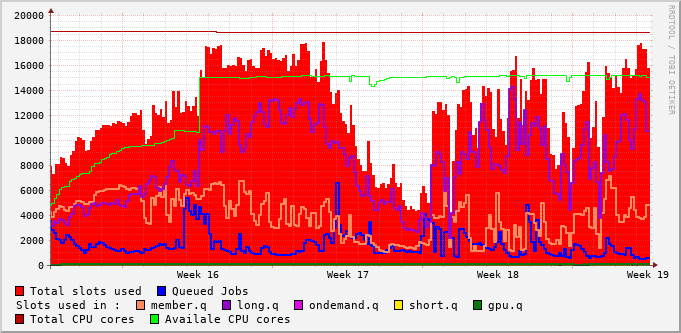 20000
18000
16000
14000
12000
10000
8000
6000
4000
2000
0
Week 16 Week 17 Week 18 Week 19
RRDTOOL / TOBI OETIKER
Total slots used Queued Jobs
Slots used in : member.q long.q ondemand.q short.q gpu.q
Total CPU cores Availale CPU cores